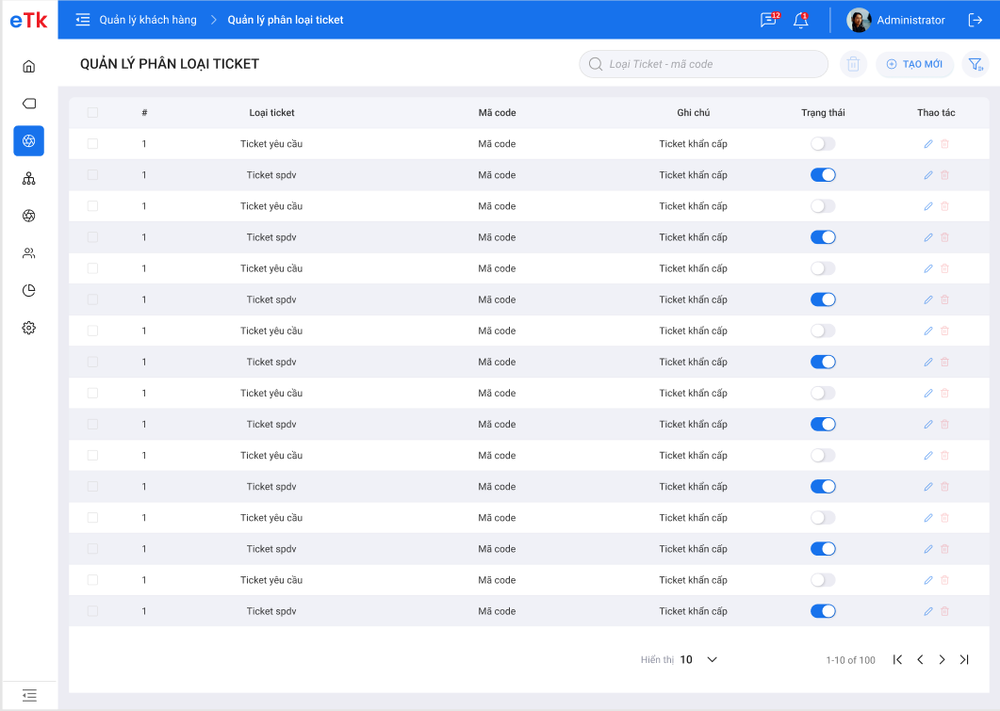 eTk
Quản lý khách hàng
Quản lý phân loại ticket
12
1
Administrator
QUẢN LÝ PHÂN LOẠI TICKET
Loại Ticket - mã code
TẠO MỚI
# Loại ticket Mã code Ghi chú Trạng thái Thao tác
1 Ticket yêu cầu Mã code Ticket khẩn cấp
1 Ticket spdv Mã code Ticket khẩn cấp
1 Ticket yêu cầu Mã code Ticket khẩn cấp
1 Ticket spdv Mã code Ticket khẩn cấp
1 Ticket yêu cầu Mã code Ticket khẩn cấp
1 Ticket spdv Mã code Ticket khẩn cấp
1 Ticket yêu cầu Mã code Ticket khẩn cấp
1 Ticket spdv Mã code Ticket khẩn cấp
1 Ticket yêu cầu Mã code Ticket khẩn cấp
1 Ticket spdv Mã code Ticket khẩn cấp
1 Ticket yêu cầu Mã code Ticket khẩn cấp
1 Ticket spdv Mã code Ticket khẩn cấp
1 Ticket yêu cầu Mã code Ticket khẩn cấp
1 Ticket spdv Mã code Ticket khẩn cấp
1 Ticket yêu cầu Mã code Ticket khẩn cấp
1 Ticket spdv Mã code Ticket khẩn cấp
Hiển thị 10
1-10 of 100